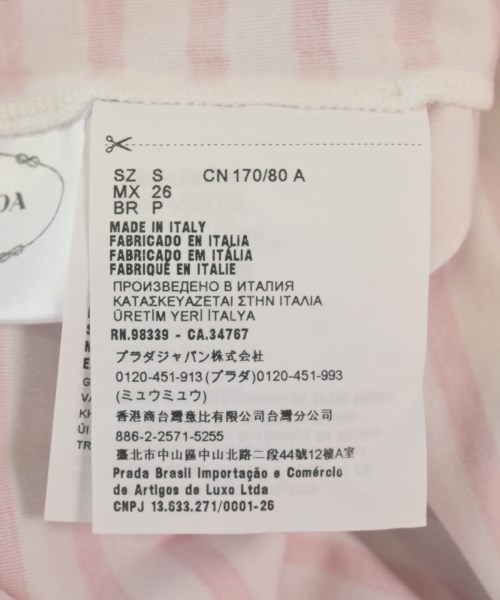 SZ S CN 170/80 A
MX 26
BR P
MADE IN ITALY
FABRICADO EN ITALIA
FABRICADO EM ITÁLIA
FABRIQUÉ EN ITALIE
ПРОИЗВЕДЕНО В ИТАЛИЯ
ΚΑΤΑΣΚΕΥΑΖΕΤΑΙ ΣΤΗΝ ΙΤΑΛΙΑ
ÜRETİM YERİ İTALYA
RN.98339 - CA.34767
プラダジャパン株式会社
0120-451-913(プラダ)0120-451-993
(ミュウミュウ)
香港商台灣意比有限公司台灣分公司
886-2-2571-5255
臺北市中山區中山北路二段44號12樓A室
Prada Brasil Importação e Comércio
de Artigos de Luxo Ltda
CNPJ 13.633.271/0001-26